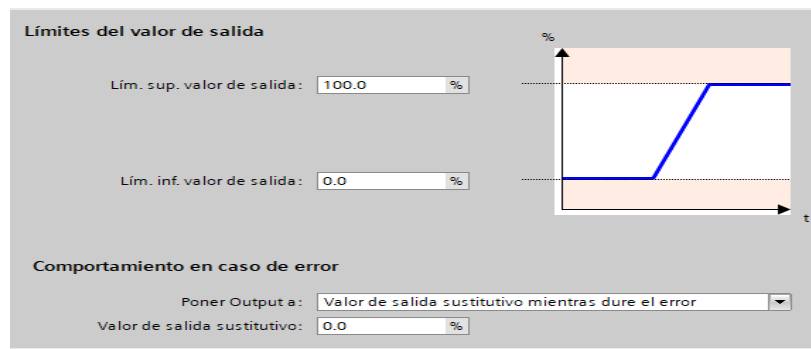 Límites del valor de salida
%
Lím. sup. valor de salida: 100.0 %
Lím. inf. valor de salida: 0.0 %
t
Comportamiento en caso de error
Poner Output a: Valor de salida sustitutivo mientras dure el error
Valor de salida sustitutivo: 0.0 %